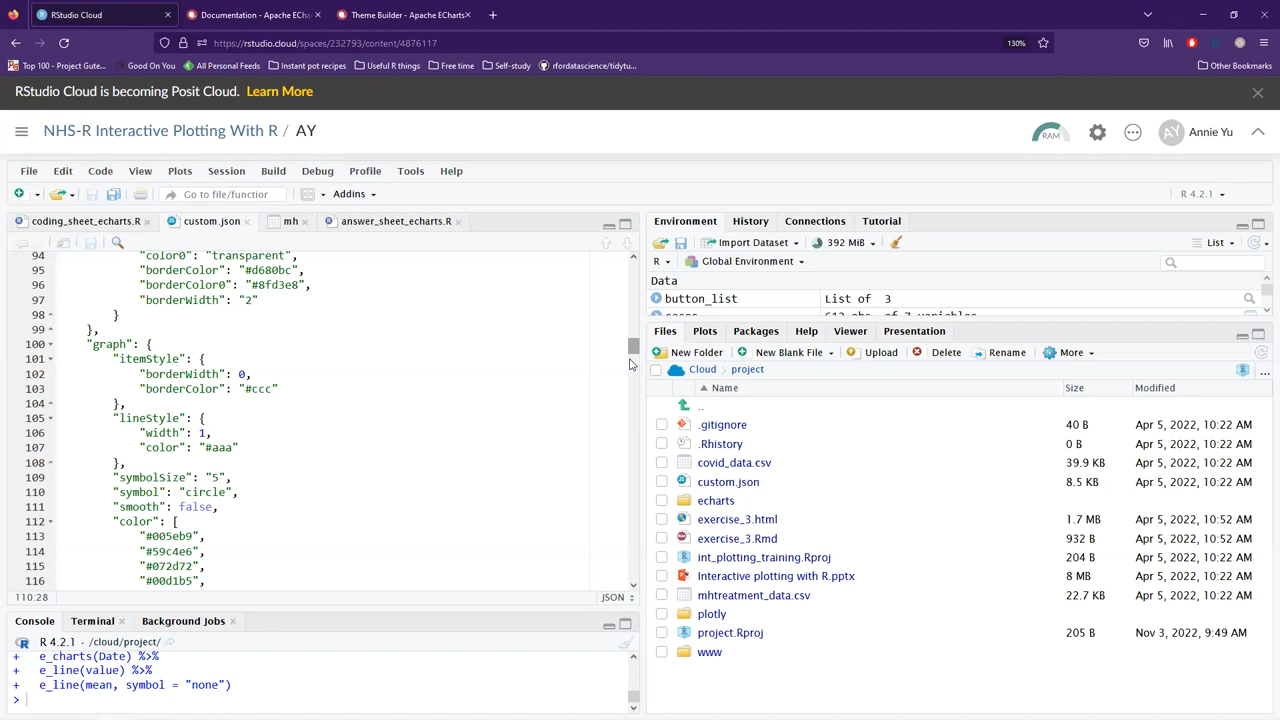 RStudio Cloud
Documentation - Apache ECha
Theme Builder - Apache ECharts
https://rstudio.cloud/spaces/232793/content/4876117
130%
Top 100 - Project Gute...
Good On You
All Personal Feeds
Instant pot recipes
Useful R things
Free time
Self-study
rfordatascience/tidytu...
Other Bookmarks
RStudio Cloud is becoming Posit Cloud. Learn More
NHS-R Interactive Plotting With R / AY
RAM
AY
Annie Yu
File Edit Code View Plots Session Build Debug Profile Tools Help
Go to file/function
Addins
R 4.2.1
coding_sheet_echarts.R
custom.json
mh
answer_sheet_echarts.R
94 "color0": "transparent",
95 "borderColor": "#d680bc",
96 "borderColor0": "#8fd3e8",
97 "borderWidth": "2"
98 }
99 },
100 "graph": {
101 "itemStyle": {
102 "borderWidth": 0,
103 "borderColor": "#ccc"
104 },
105 "lineStyle": {
106 "width": 1,
107 "color": "#aaa"
108 },
109 "symbolSize": "5",
110 "symbol": "circle",
111 "smooth": false,
112 "color": [
113 "#005eb9",
114 "#59c4e6",
115 "#072d72",
116 "#00d1b5",
110:28
JSON
Console Terminal Background Jobs
R 4.2.1 · /cloud/project/
+ e_charts(Date) %>%
+ e_line(value) %>%
+ e_line(mean, symbol = "none")
>
Environment History Connections Tutorial
Import Dataset
392 MiB
List
R
Global Environment
Data
button_list List of 3
Files Plots Packages Help Viewer Presentation
New Folder New Blank File Upload Delete Rename More
Cloud project
Name Size Modified
..
.gitignore 40 B Apr 5, 2022, 10:22 AM
.Rhistory 0 B Apr 5, 2022, 10:22 AM
covid_data.csv 39.9 KB Apr 5, 2022, 10:22 AM
custom.json 8.5 KB Apr 5, 2022, 10:22 AM
echarts
exercise_3.html 1.7 MB Apr 5, 2022, 10:52 AM
exercise_3.Rmd 932 B Apr 5, 2022, 10:52 AM
int_plotting_training.Rproj 204 B Apr 5, 2022, 10:22 AM
Interactive plotting with R.pptx 8 MB Apr 5, 2022, 10:22 AM
mhtreatment_data.csv 22.7 KB Apr 5, 2022, 10:22 AM
plotly
project.Rproj 205 B Nov 3, 2022, 9:49 AM
www